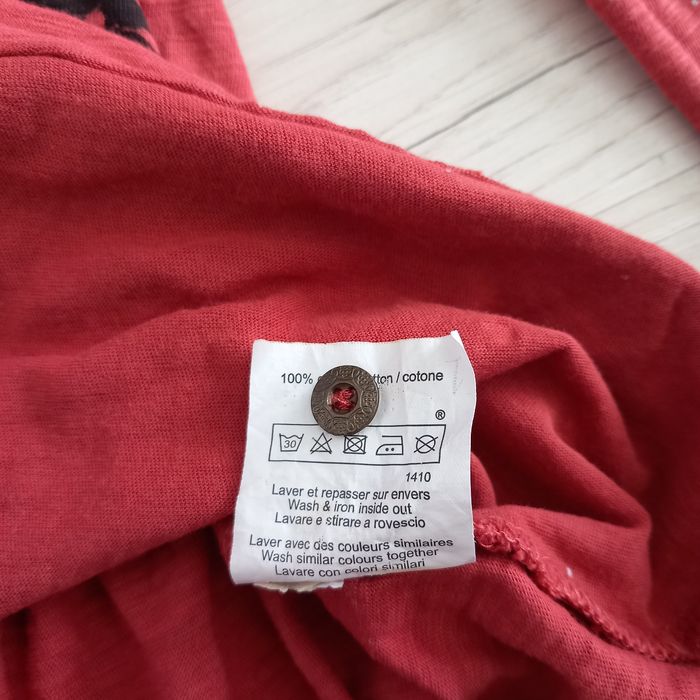 100% tton / cotone
®
30
1410
Laver et repasser sur envers
Wash & iron inside out
Lavare e stirare a rovescio
Laver avec des couleurs similaires
Wash similar colours together
Lavare con colori similari